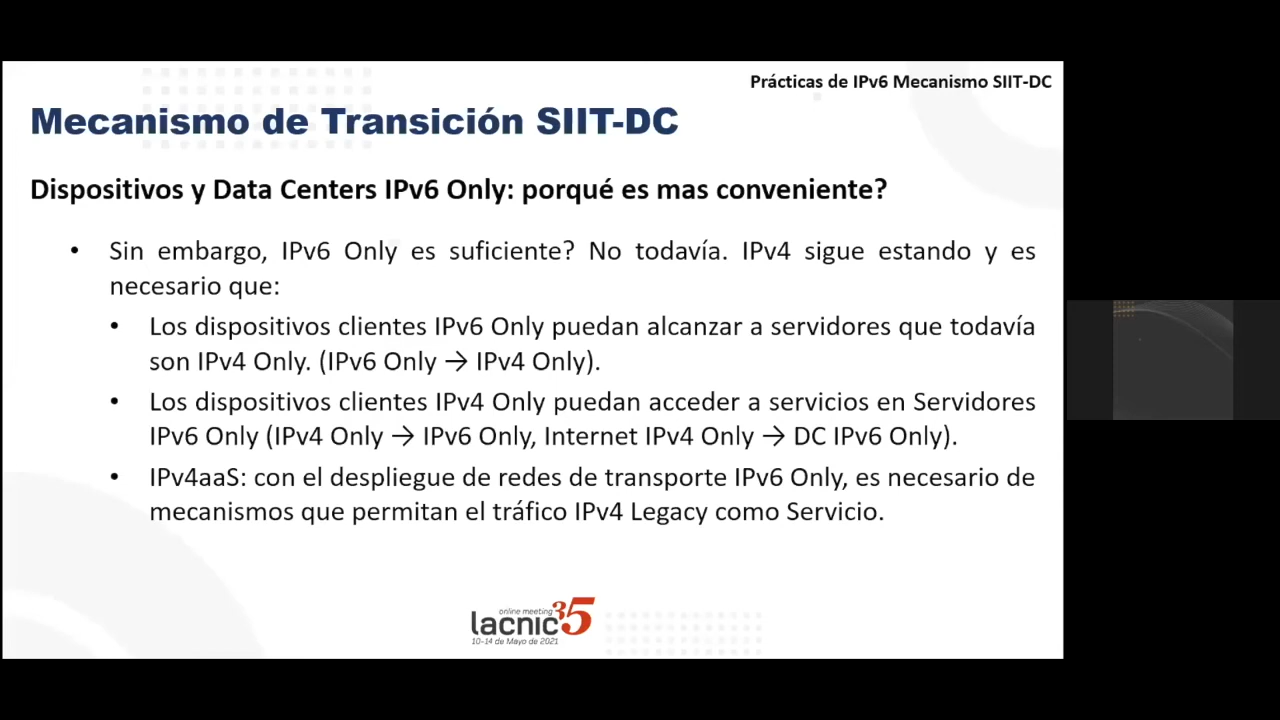 Prácticas de IPv6 Mecanismo SIIT-DC
Mecanismo de Transición SIIT-DC
Dispositivos y Data Centers IPv6 Only: porqué es mas conveniente?
• Sin embargo, IPv6 Only es suficiente? No todavía. IPv4 sigue estando y es
necesario que:
• Los dispositivos clientes IPv6 Only puedan alcanzar a servidores que todavía
son IPv4 Only. (IPv6 Only → IPv4 Only).
• Los dispositivos clientes IPv4 Only puedan acceder a servicios en Servidores
IPv6 Only (IPv4 Only → IPv6 Only, Internet IPv4 Only → DC IPv6 Only).
• IPv4aaS: con el despliegue de redes de transporte IPv6 Only, es necesario de
mecanismos que permitan el tráfico IPv4 Legacy como Servicio.
online meeting
lacnic 35
10-14 de Mayo de 2021